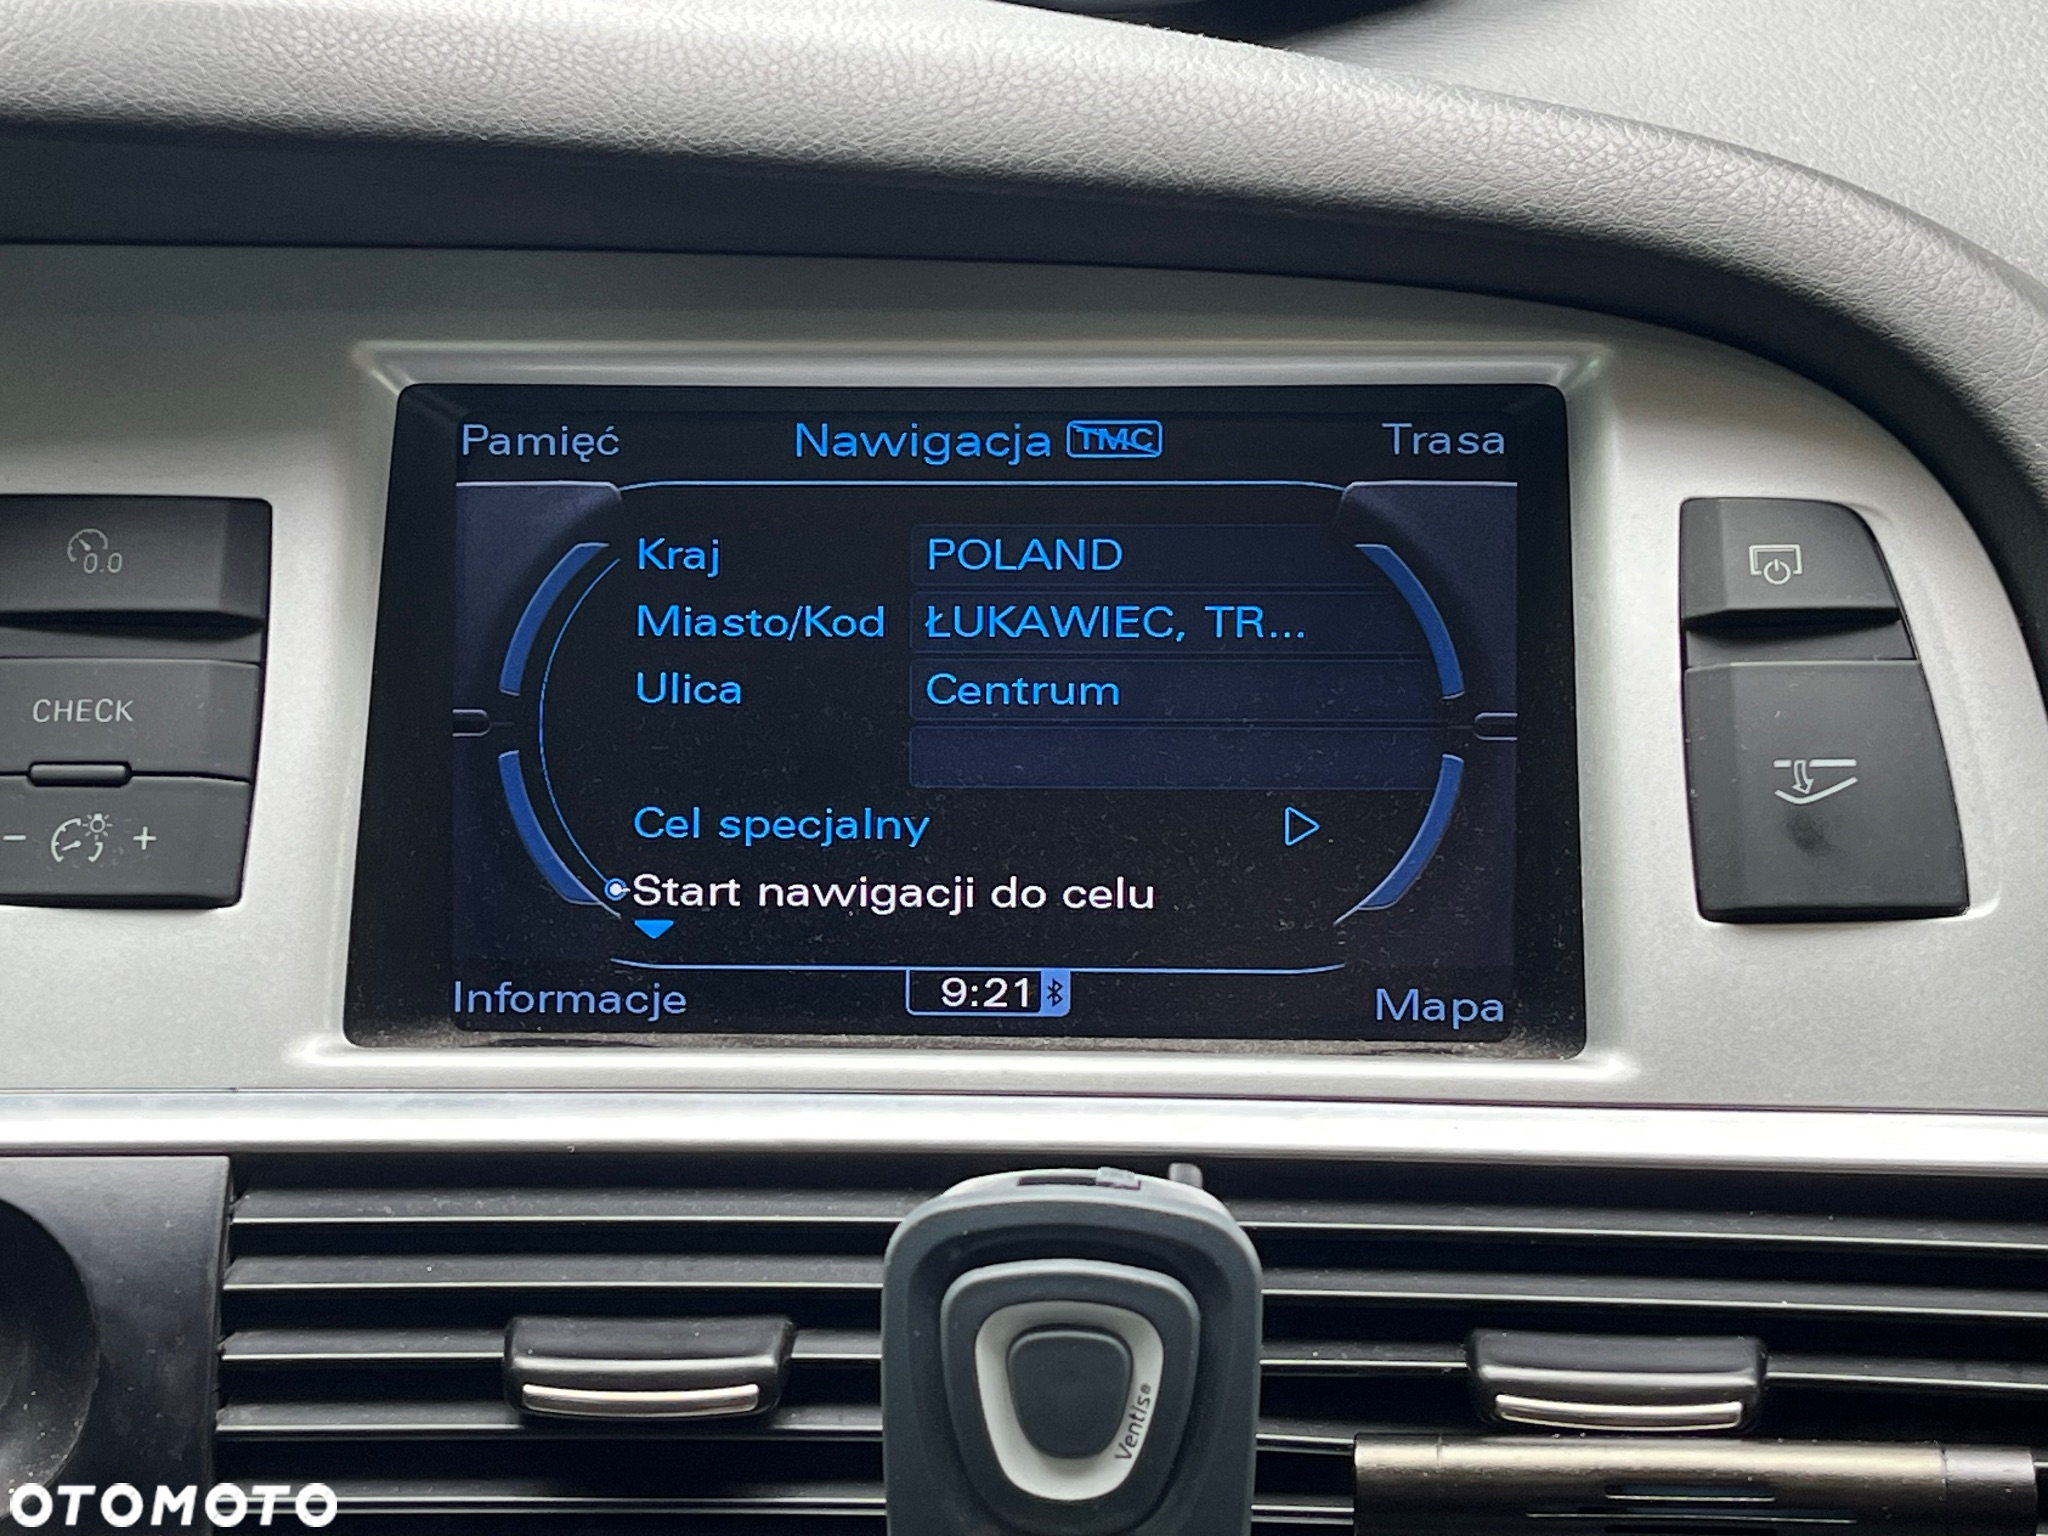 Pamięć
Nawigacja TMC
Trasa
Kraj POLAND
Miasto/Kod ŁUKAWIEC, TR...
Ulica Centrum
Cel specjalny
Start nawigacji do celu
Informacje
9:21
Mapa
0.0
CHECK
- +
Ventis®
OTOMOTO